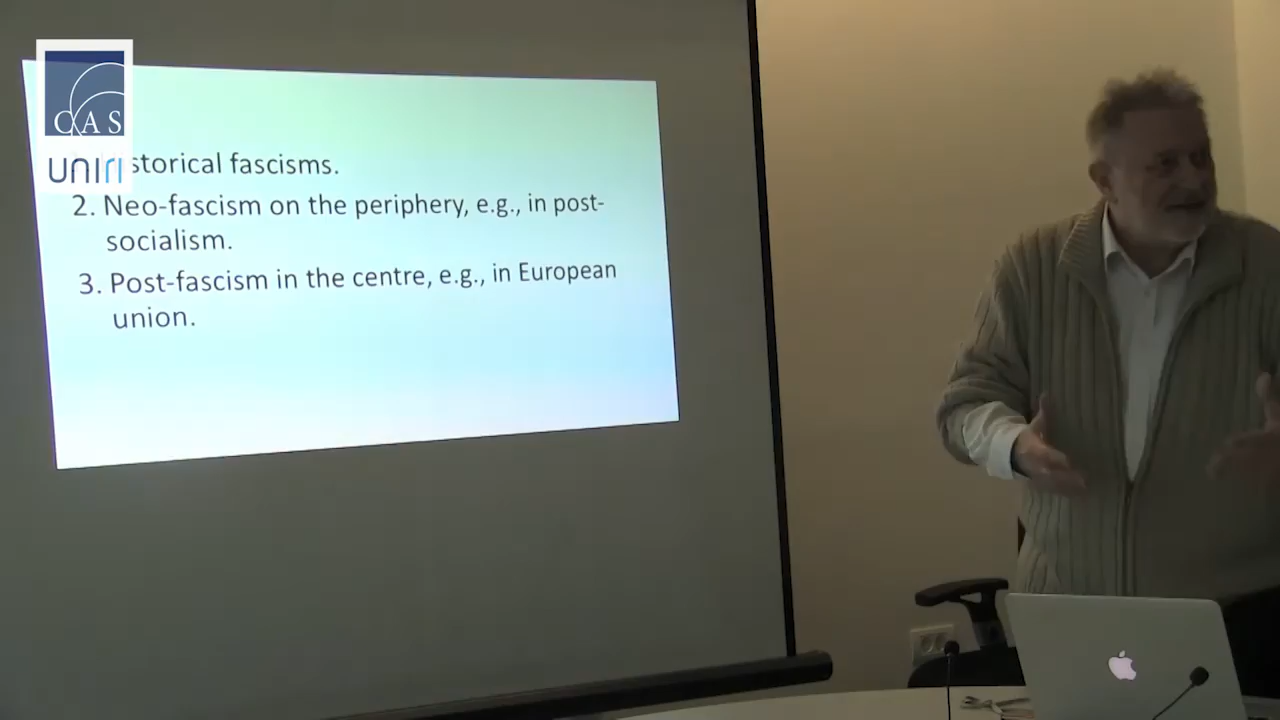 CAS
UNIRI
storical fascisms.
2. Neo-fascism on the periphery, e.g., in post-
socialism.
3. Post-fascism in the centre, e.g., in European
union.